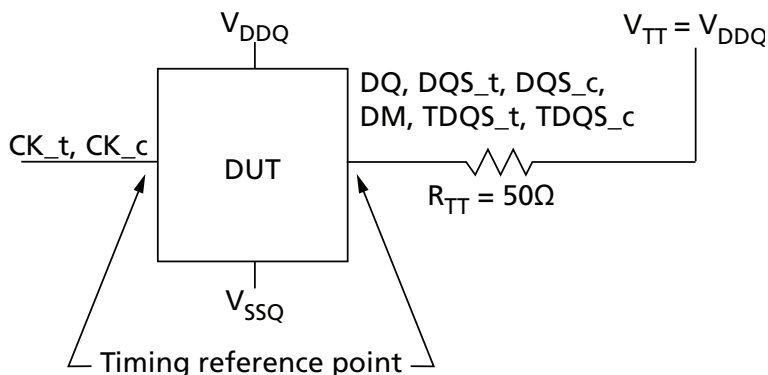 V_DDQ
V_TT = V_DDQ
DQ, DQS_t, DQS_c,
DM, TDQS_t, TDQS_c
CK_t, CK_c
DUT
R_TT = 50Ω
V_SSQ
Timing reference point